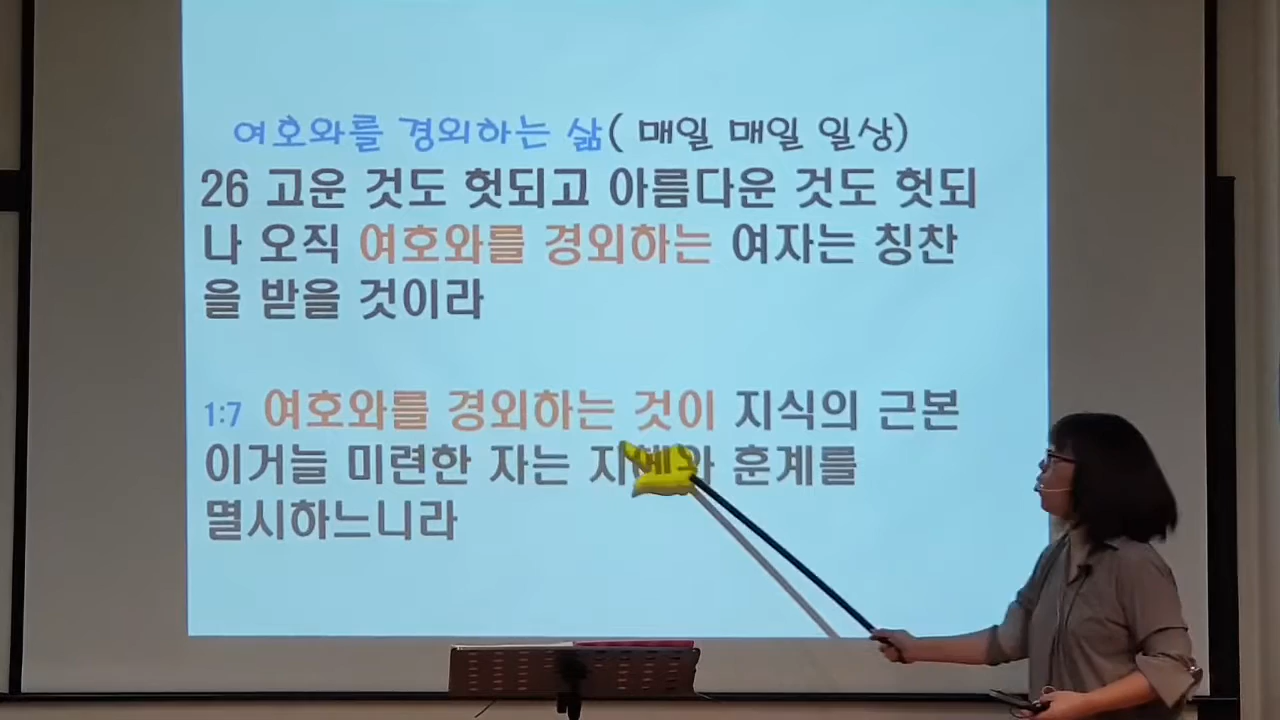 여호와를 경외하는 삶( 매일 매일 일상)
26 고운 것도 헛되고 아름다운 것도 헛되
나 오직 여호와를 경외하는 여자는 칭찬
을 받을 것이라
1:7 여호와를 경외하는 것이 지식의 근본
이거늘 미련한 자는 지혜와 훈계를
멸시하느니라